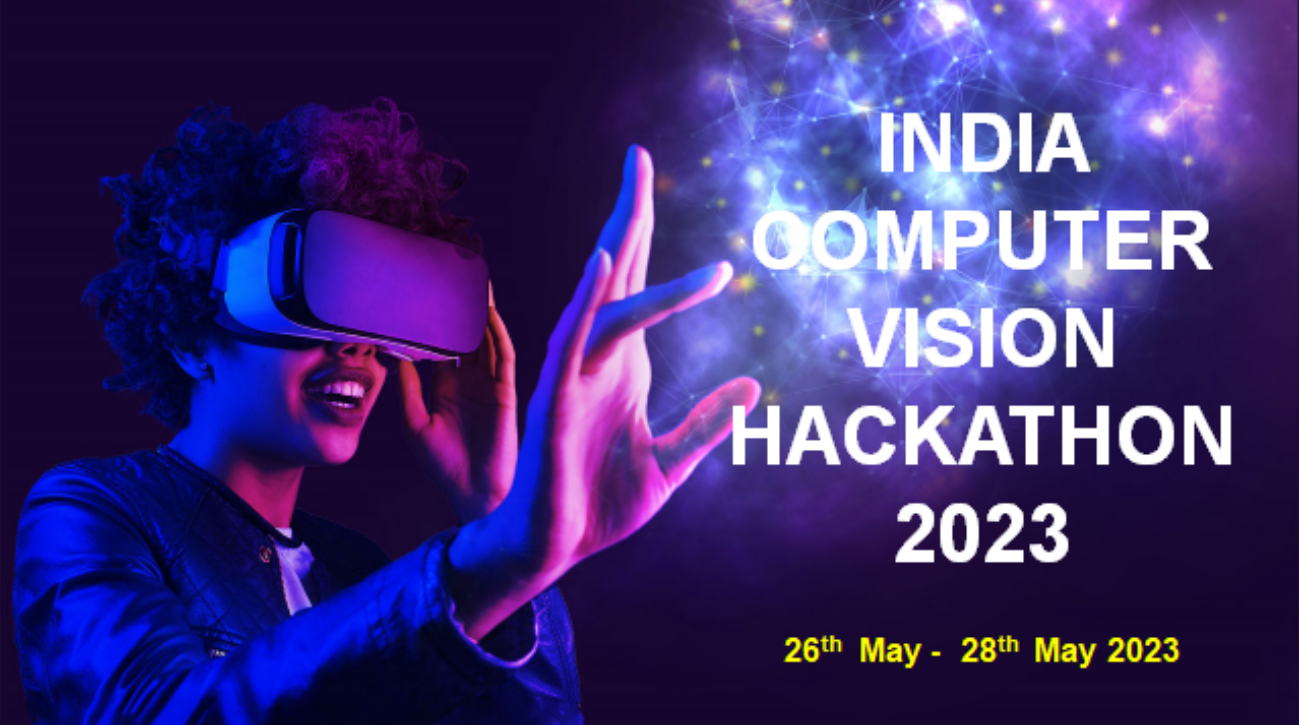 INDIA
COMPUTER
VISION
HACKATHON
2023
26th May - 28th May 2023